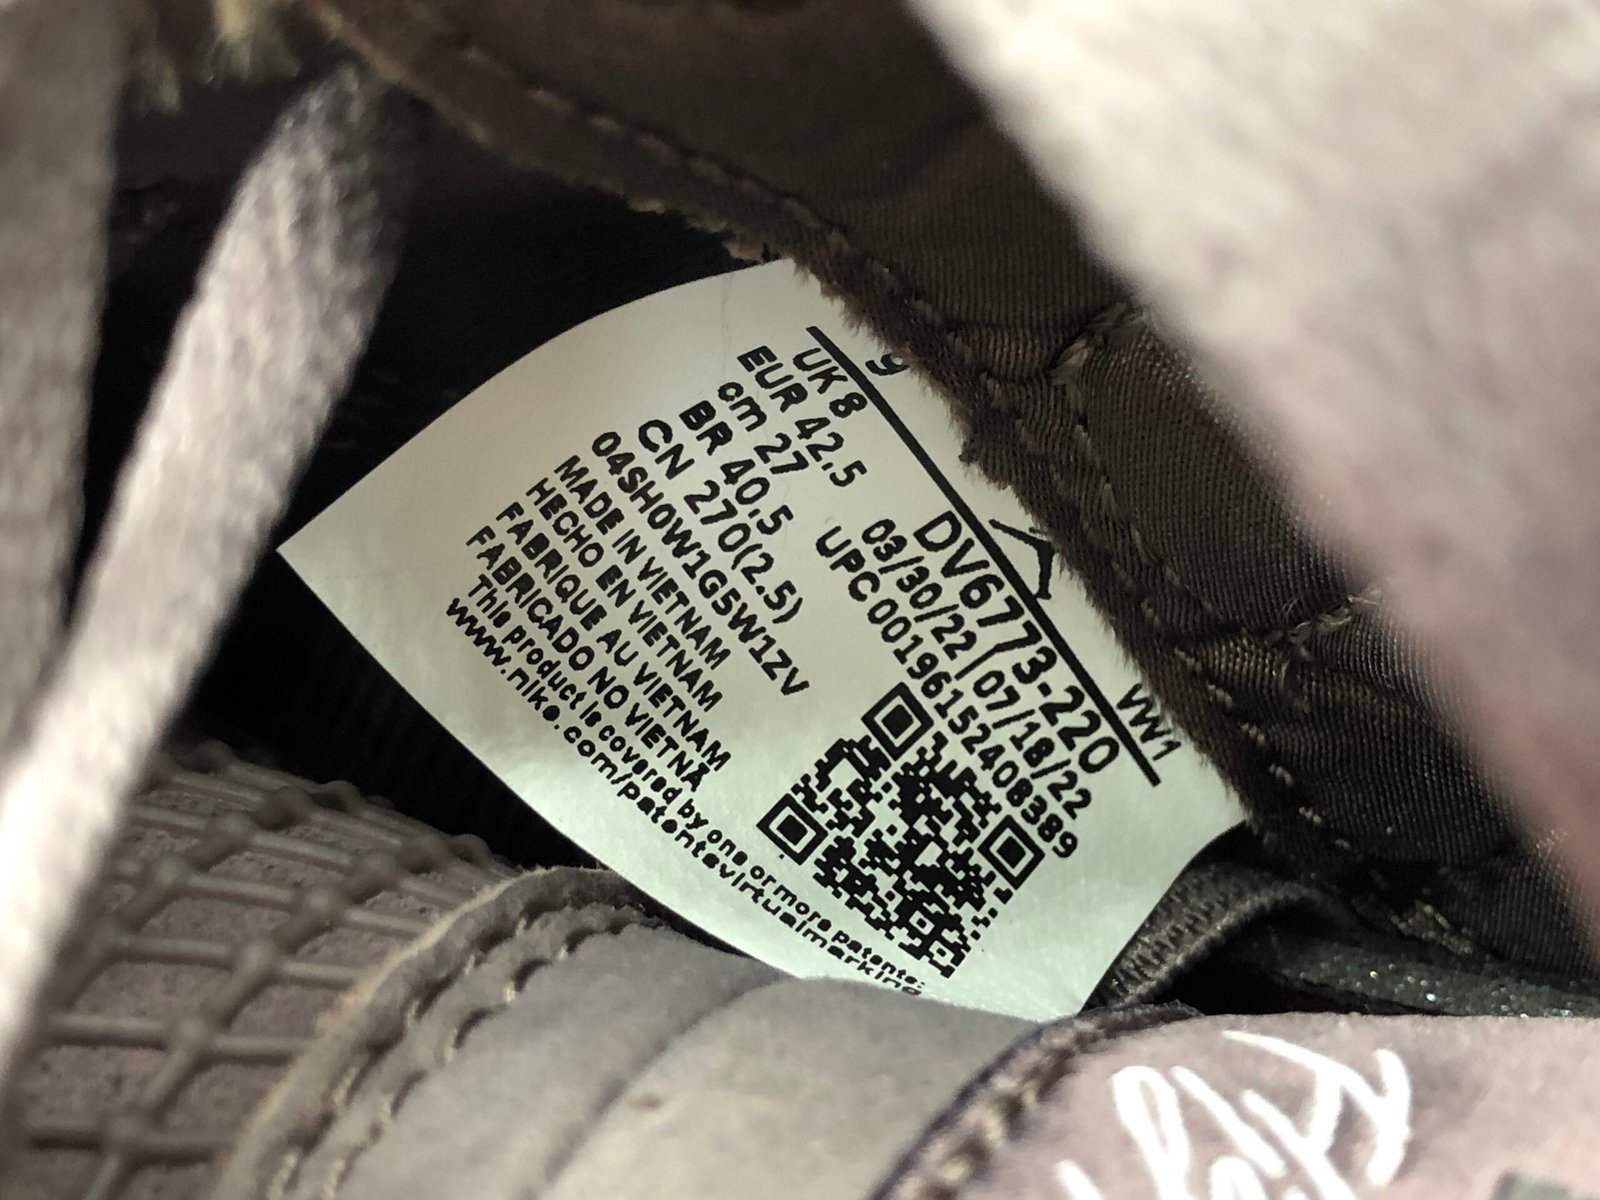 9
UK 8
EUR 42.5
cm 27
BR 40.5
CN 270(2.5)
04SH0W1G5W1ZV
MADE IN VIETNAM
HECHO EN VIETNAM
FABRIQUE AU VIETNAM
FABRICADO NO VIETNÃ
This product is covered by one or more patents:
www.nike.com/patentsvirtualmarking
VW1
DV6773-220
03/30/22 07/18/22
UPC 00196152408389